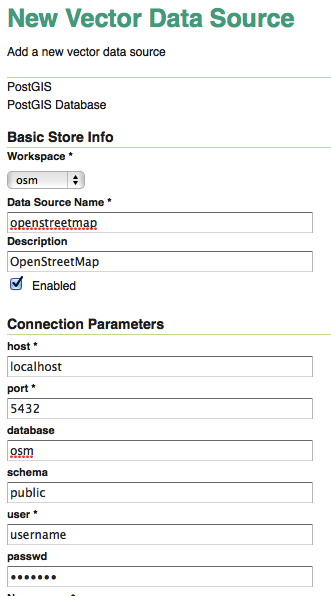 New Vector Data Source
Add a new vector data source
PostGIS
PostGIS Database
Basic Store Info
Workspace *
osm
Data Source Name *
openstreetmap
Description
OpenStreetMap
Enabled
Connection Parameters
host *
localhost
port *
5432
database
osm
schema
public
user *
username
passwd
•••••••